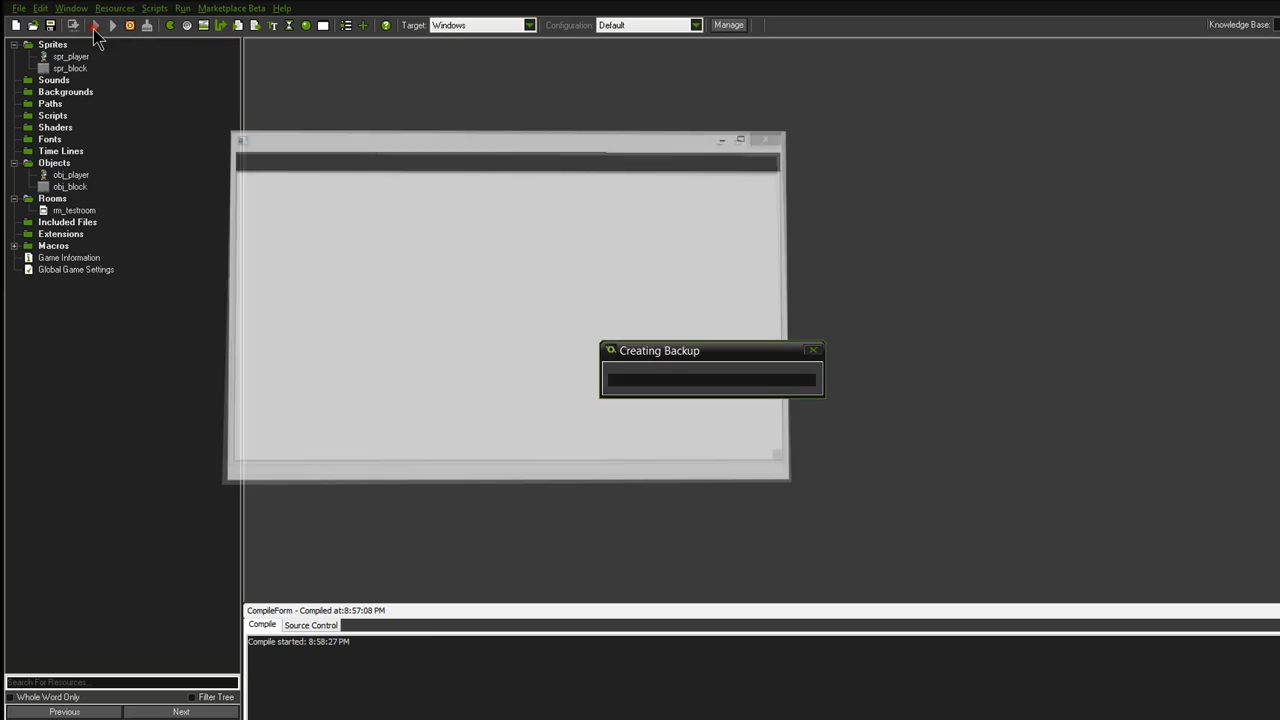 File Edit Window Resources Scripts Run Marketplace Beta Help
Target: Windows Configuration: Default Manage Knowledge Base:
Sprites
spr_player
spr_block
Sounds
Backgrounds
Paths
Scripts
Shaders
Fonts
Time Lines
Objects
obj_player
obj_block
Rooms
rm_testroom
Included Files
Extensions
Macros
Game Information
Global Game Settings
Creating Backup
CompileForm - Compiled at:8:57:08 PM
Compile Source Control
Compile started: 8:58:27 PM
Search For Resources...
Whole Word Only Filter Tree
Previous Next